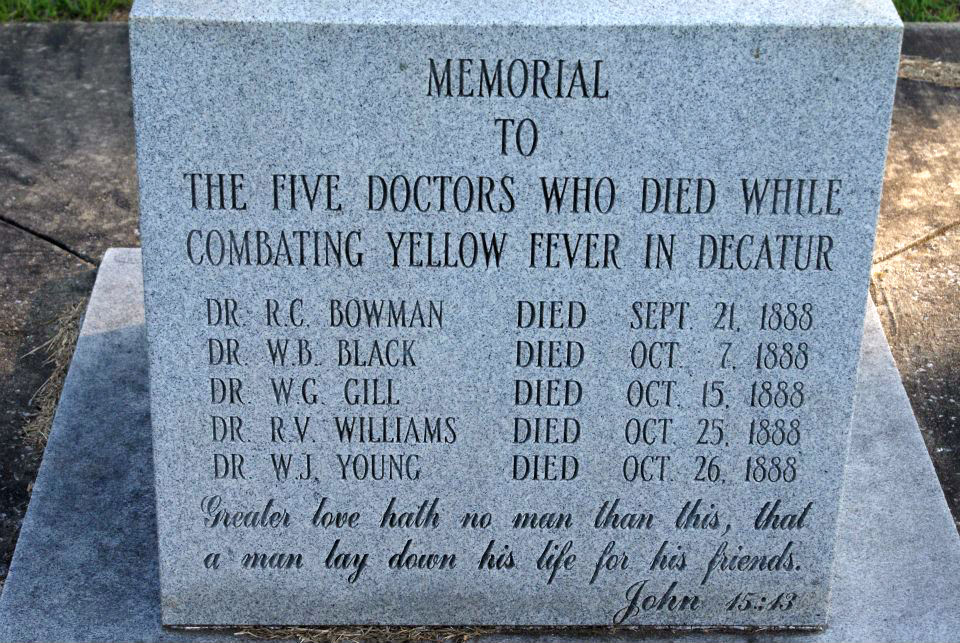 MEMORIAL
TO
THE FIVE DOCTORS WHO DIED WHILE
COMBATING YELLOW FEVER IN DECATUR
DR. R.C. BOWMAN DIED SEPT. 21, 1888
DR. W.B. BLACK DIED OCT. 7, 1888
DR. W.G. GILL DIED OCT. 15, 1888
DR. R.V. WILLIAMS DIED OCT. 25, 1888
DR. W.J. YOUNG DIED OCT. 26, 1888
Greater love hath no man than this, that
a man lay down his life for his friends.
John 15:13